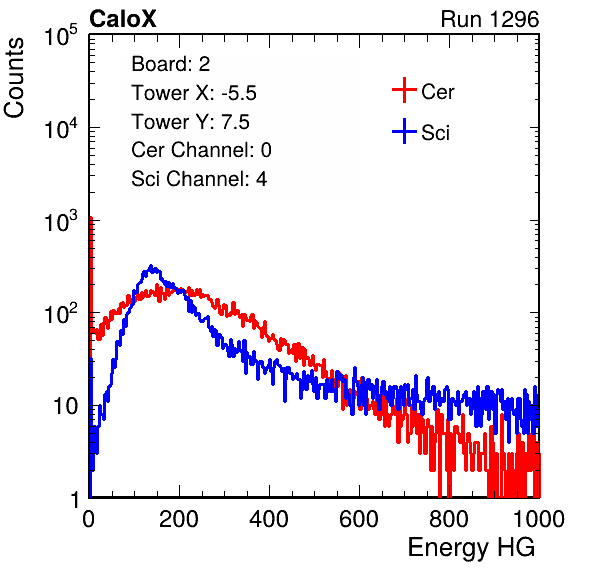 CaloX Run 1296
Counts
Board: 2
Tower X: -5.5
Tower Y: 7.5
Cer Channel: 0
Sci Channel: 4
Cer
Sci
10^5
10^4
10^3
10^2
10
1
0 200 400 600 800 1000
Energy HG